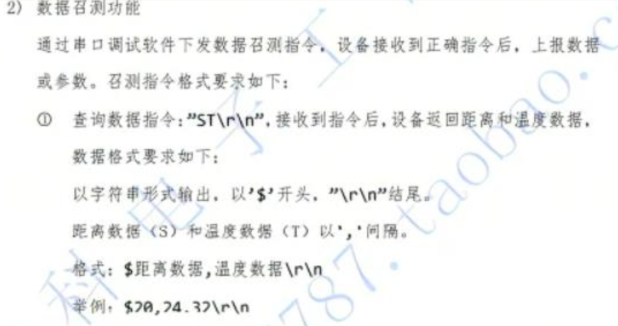 2) 数据召测功能
通过串口调试软件下发数据召测指令，设备接收到正确指令后，上报数据
或参数。召测指令格式要求如下：
① 查询数据指令："ST\r\n"，接收到指令后，设备返回距离和温度数据，
数据格式要求如下：
以字符串形式输出，以'$'开头，"\r\n"结尾。
距离数据（S）和温度数据（T）以','间隔。
格式：$距离数据,温度数据\r\n
举例：$20,24.32\r\n
科电子工
787.taobao.c